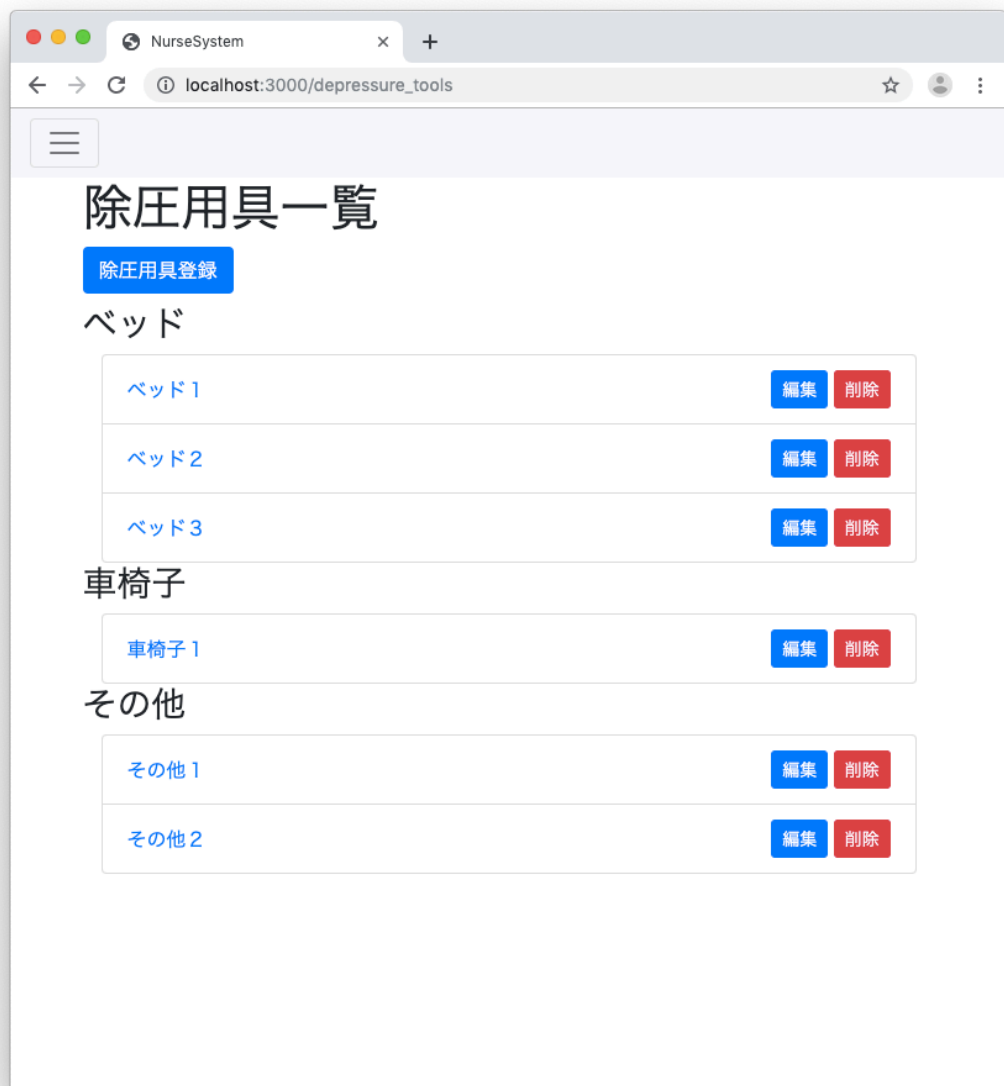 NurseSystem
localhost:3000/depressure_tools
除圧用具一覧
除圧用具登録
ベッド
ベッド１ 編集 削除
ベッド２ 編集 削除
ベッド３ 編集 削除
車椅子
車椅子１ 編集 削除
その他
その他１ 編集 削除
その他２ 編集 削除